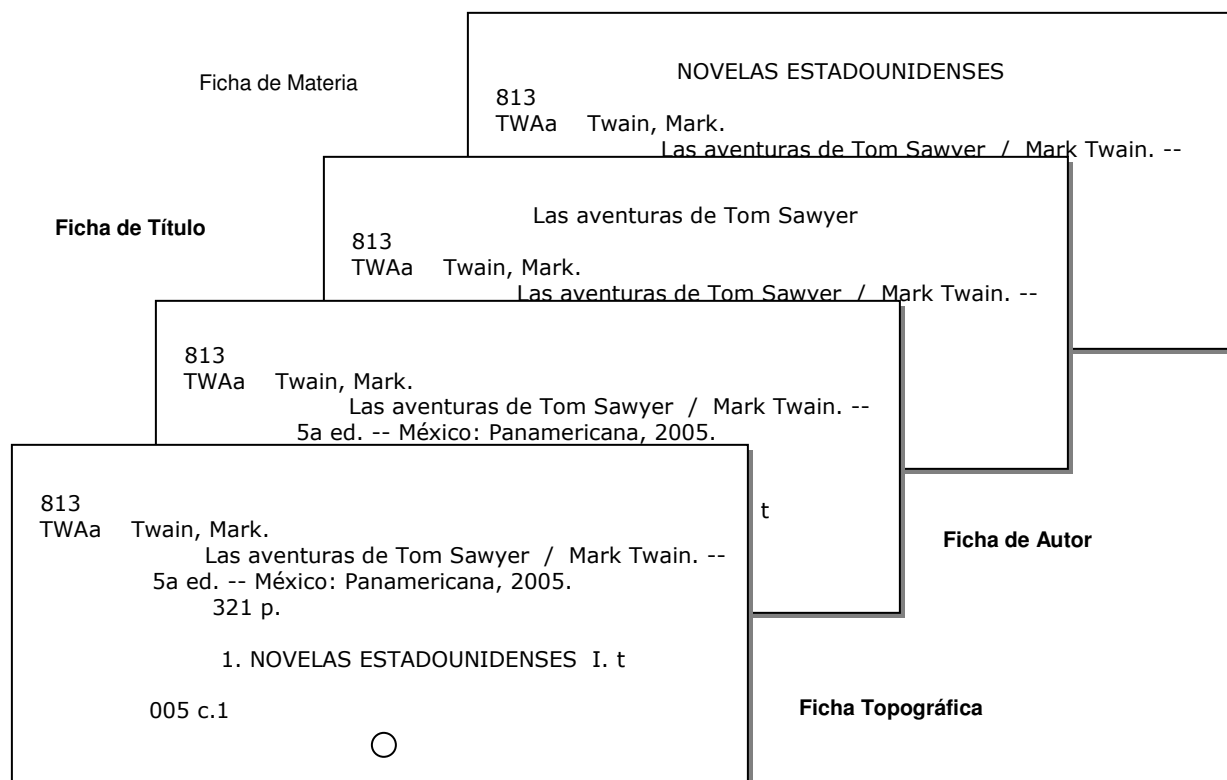 Ficha de Materia
NOVELAS ESTADOUNIDENSES
813
TWAa Twain, Mark.
Las aventuras de Tom Sawyer / Mark Twain. --
Ficha de Título
Las aventuras de Tom Sawyer
813
TWAa Twain, Mark.
Las aventuras de Tom Sawyer / Mark Twain. --
813
TWAa Twain, Mark.
Las aventuras de Tom Sawyer / Mark Twain. --
5a ed. -- México: Panamericana, 2005.
t
Ficha de Autor
813
TWAa Twain, Mark.
Las aventuras de Tom Sawyer / Mark Twain. --
5a ed. -- México: Panamericana, 2005.
321 p.
1. NOVELAS ESTADOUNIDENSES I. t
005 c.1
Ficha Topográfica